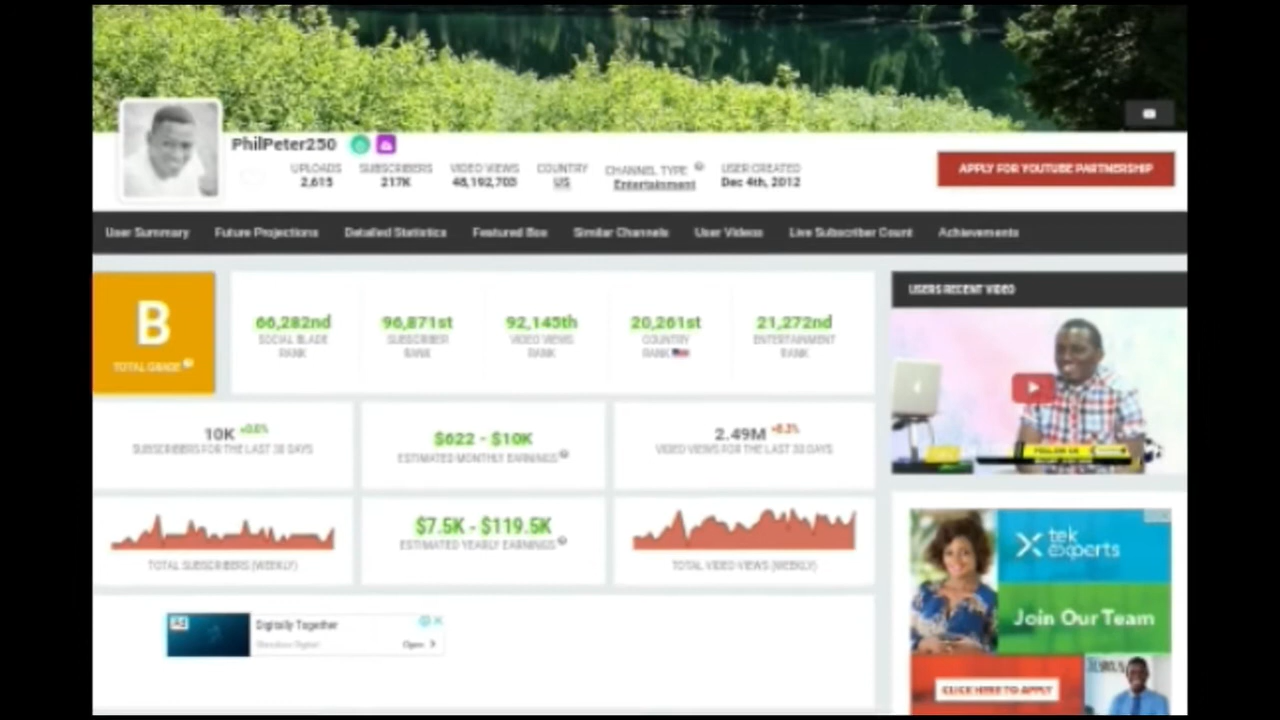 PhilPeter250
UPLOADS
2,615
SUBSCRIBERS
217K
VIDEO VIEWS
48,192,703
COUNTRY
US
CHANNEL TYPE
Entertainment
USER CREATED
Dec 4th, 2012
APPLY FOR YOUTUBE PARTNERSHIP
User Summary Future Projections Detailed Statistics Featured Box Similar Channels User Videos Live Subscriber Count Achievements
B
TOTAL GRADE
66,282nd
SOCIAL BLADE
RANK
96,871st
SUBSCRIBER
RANK
92,145th
VIDEO VIEWS
RANK
20,261st
COUNTRY
RANK
21,272nd
ENTERTAINMENT
RANK
USERS RECENT VIDEO
FOLLOW US
10K
SUBSCRIBERS FOR THE LAST 30 DAYS
$622 - $10K
ESTIMATED MONTHLY EARNINGS
2.49M
VIDEO VIEWS FOR THE LAST 30 DAYS
TOTAL SUBSCRIBERS (WEEKLY)
$7.5K - $119.5K
ESTIMATED YEARLY EARNINGS
TOTAL VIDEO VIEWS (WEEKLY)
Ad
Digitally Together
Open
tek
experts
Join Our Team
CLICK HERE TO APPLY